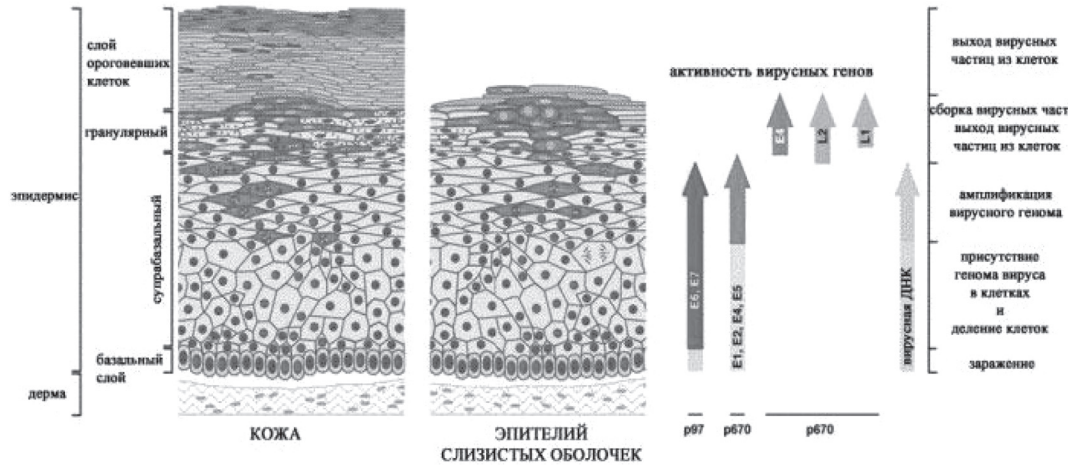 слой
ороговевших
клеток
гранулярный
эпидермис
супрабазальный
базальный
слой
дерма
КОЖА
ЭПИТЕЛИЙ
СЛИЗИСТЫХ ОБОЛОЧЕК
активность вирусных генов
E4
L2
L1
E6, E7
E1, E2, E4, E5
вирусная ДНК
p97
p670
p670
выход вирусных
частиц из клеток
сборка вирусных част
выход вирусных
частиц из клеток
амплификация
вирусного генома
присутствие
генома вируса
в клетках
и
деление клеток
заражение